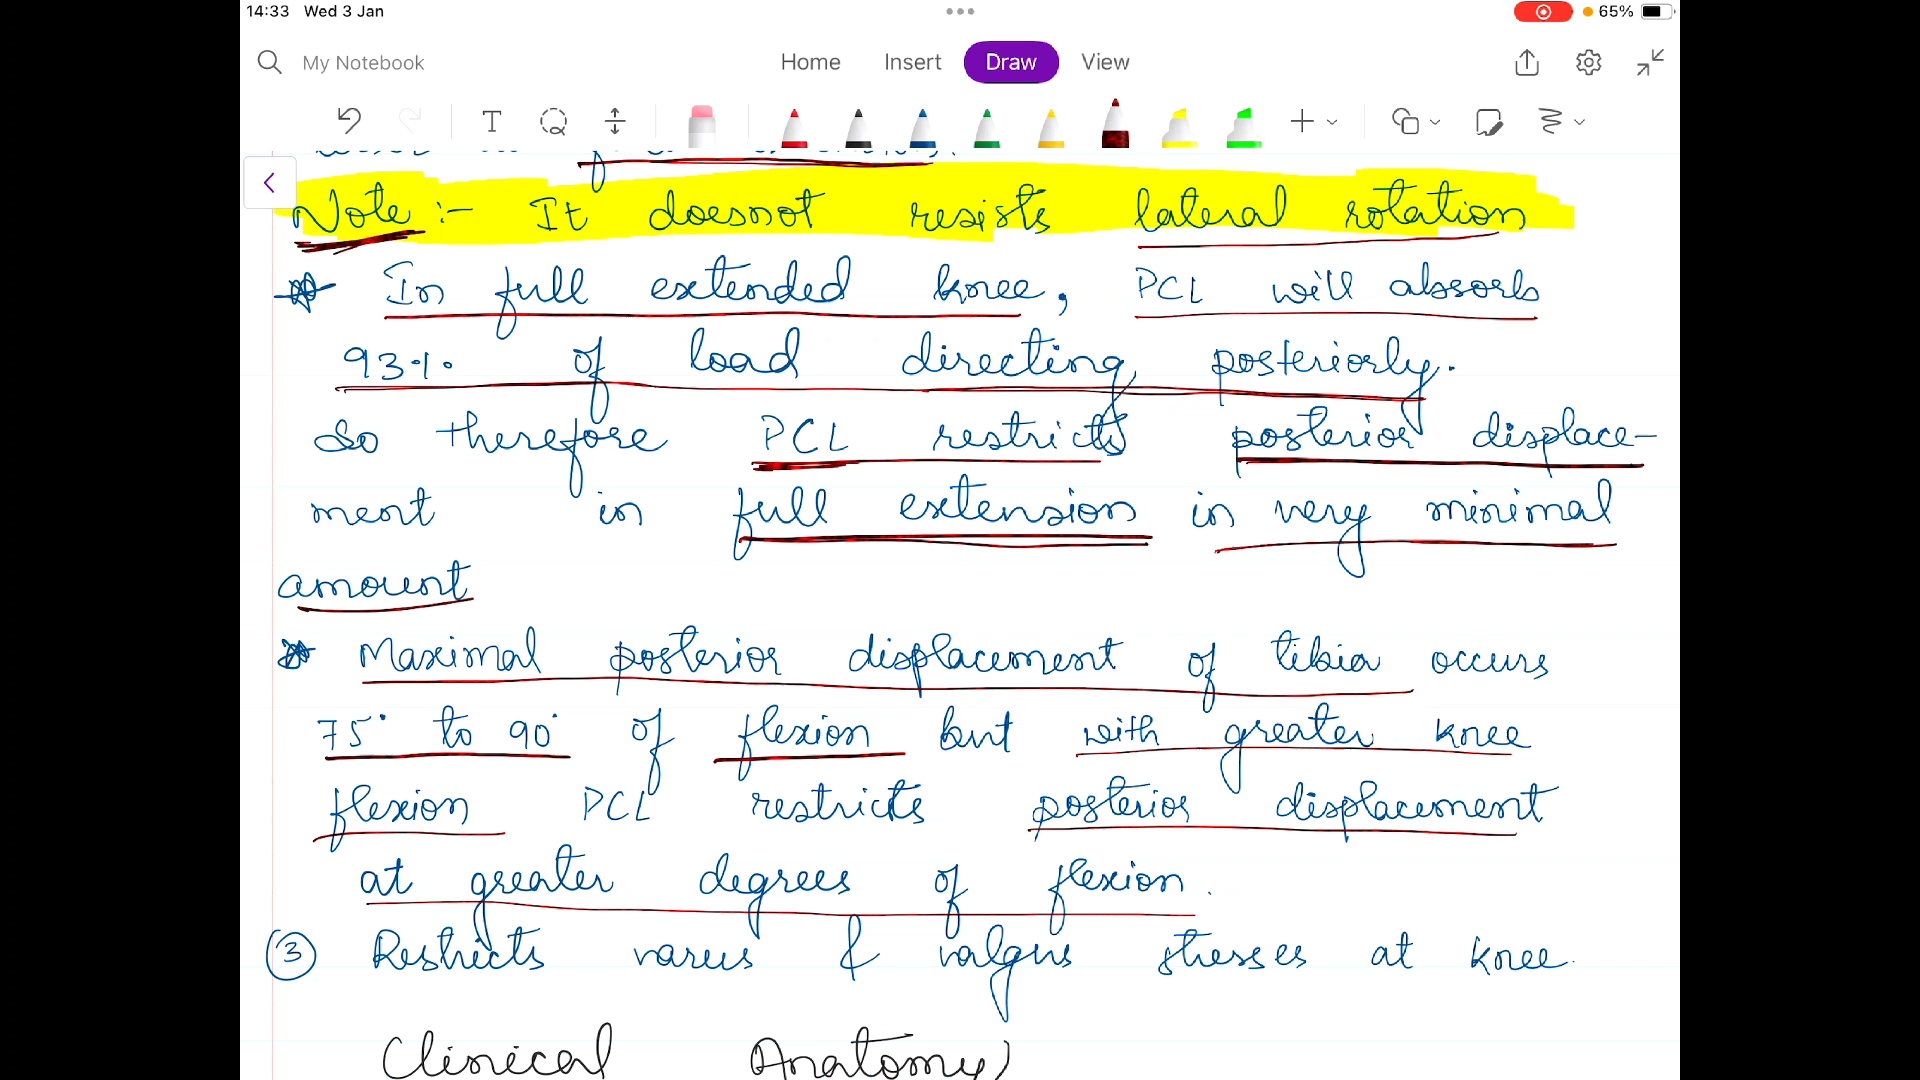 14:33 Wed 3 Jan
65%
My Notebook
Home Insert Draw View
Note :- It doesnot resists lateral rotation
In full extended knee, PCL will absorb
93% of load directing posteriorly.
So therefore PCL restricts posterior displace-
ment in full extension in very minimal
amount
Maximal posterior displacement of tibia occurs
75° to 90° of flexion but with greater knee
flexion PCL restricts posterior displacement
at greater degrees of flexion.
3 Restricts varus & valgus stresses at knee.
Clinical Anatomy